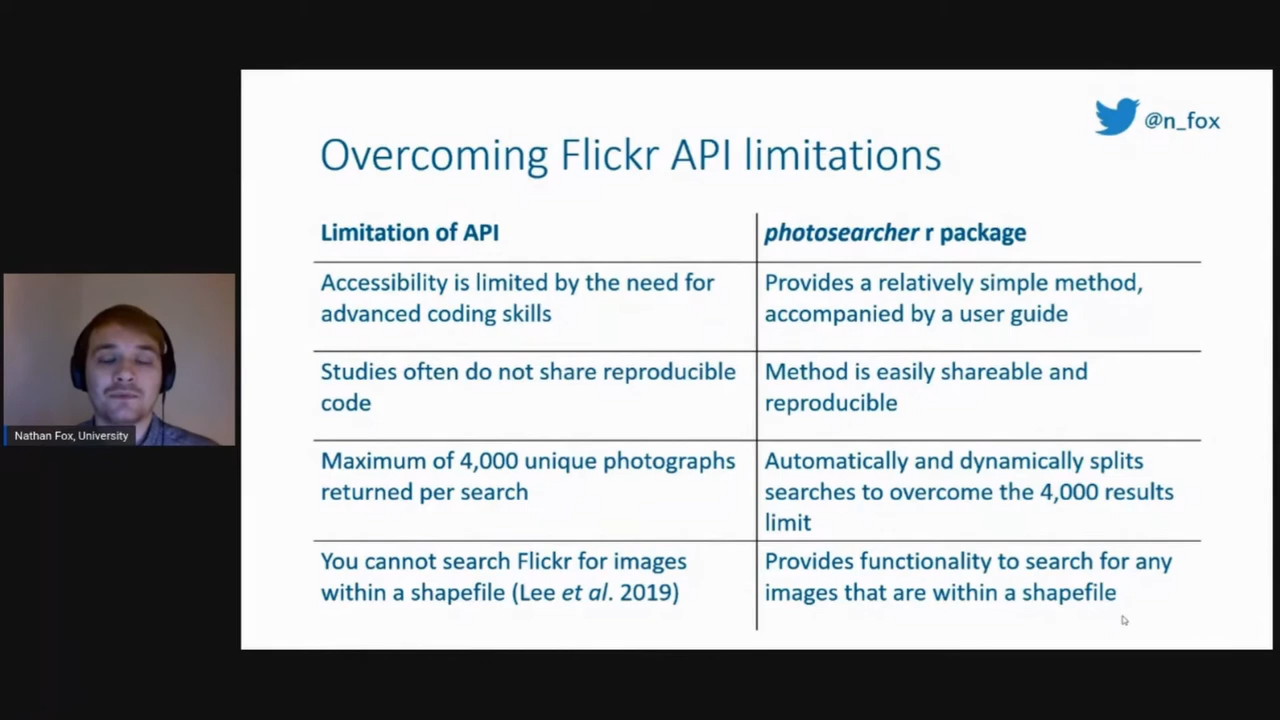 @n_fox
Overcoming Flickr API limitations
Limitation of API
photosearcher r package
Accessibility is limited by the need for
advanced coding skills
Provides a relatively simple method,
accompanied by a user guide
Studies often do not share reproducible
code
Method is easily shareable and
reproducible
Maximum of 4,000 unique photographs
returned per search
Automatically and dynamically splits
searches to overcome the 4,000 results
limit
You cannot search Flickr for images
within a shapefile (Lee et al. 2019)
Provides functionality to search for any
images that are within a shapefile
Nathan Fox, University